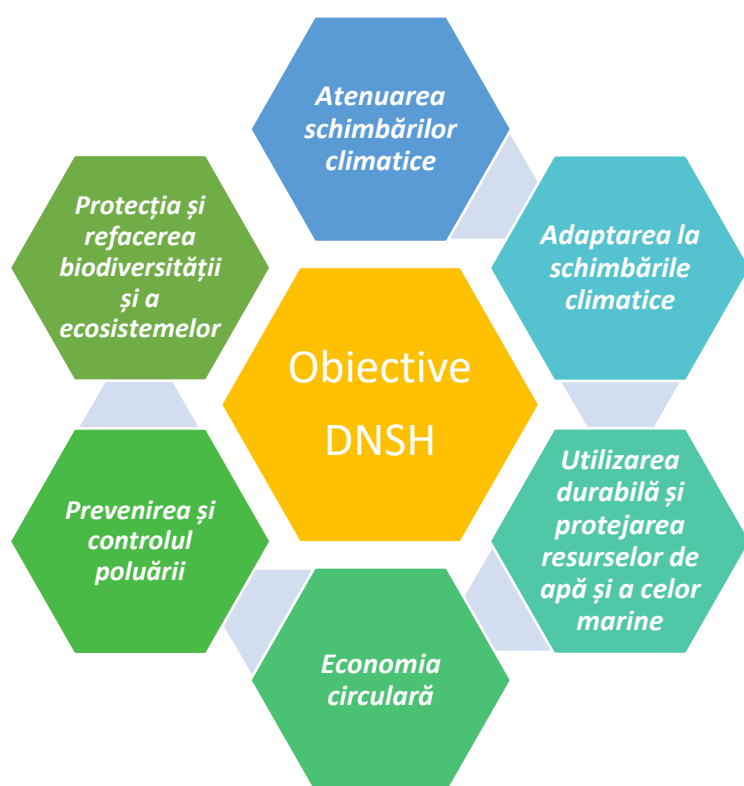 Atenuarea
schimbărilor
climatice
Protecția și
refacerea
biodiversității
și a
ecosistemelor
Adaptarea la
schimbările
climatice
Obiective
DNSH
Prevenirea și
controlul
poluării
Utilizarea
durabilă și
protejarea
resurselor de
apă și a celor
marine
Economia
circulară